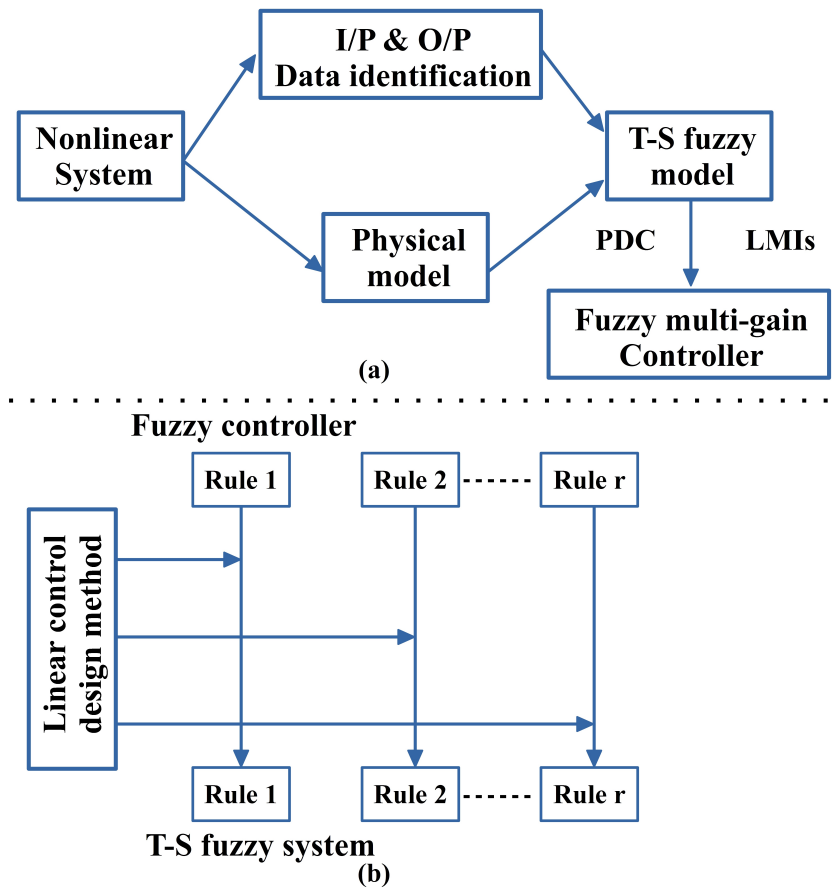 I/P & O/P
Data identification
Nonlinear
System
T-S fuzzy
model
Physical
model
PDC
LMIs
Fuzzy multi-gain
Controller
(a)
Fuzzy controller
Rule 1
Rule 2
Rule r
Linear control
design method
Rule 1
Rule 2
Rule r
T-S fuzzy system
(b)